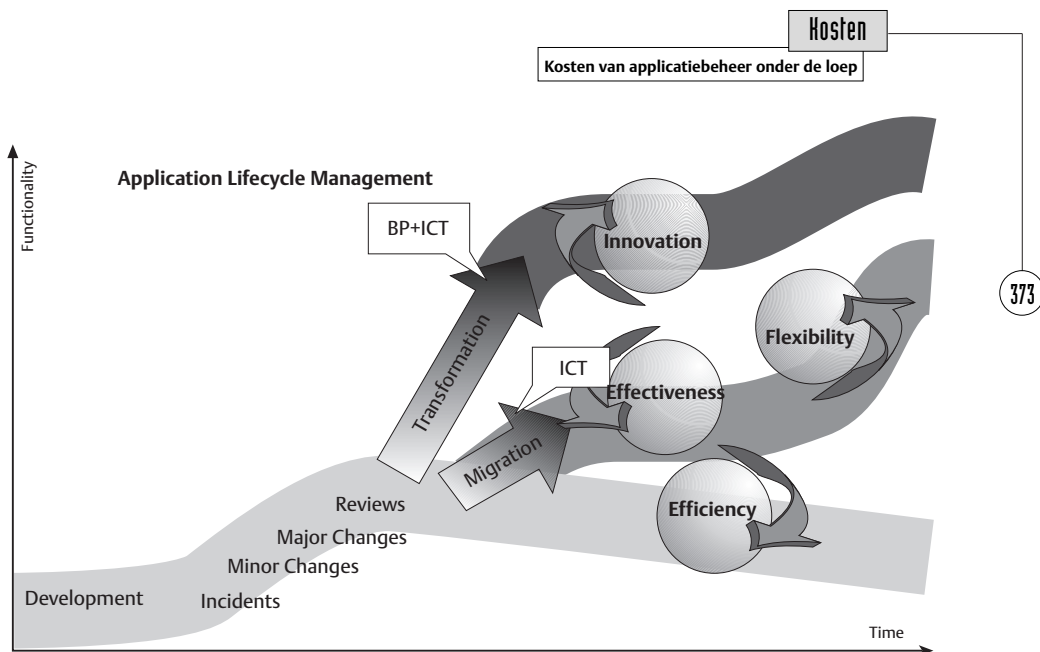 Kosten
Kosten van applicatiebeheer onder de loep
Functionality
Application Lifecycle Management
BP+ICT
Innovation
373
Transformation
Flexibility
ICT
Effectiveness
Migration
Reviews
Efficiency
Major Changes
Minor Changes
Development
Incidents
Time